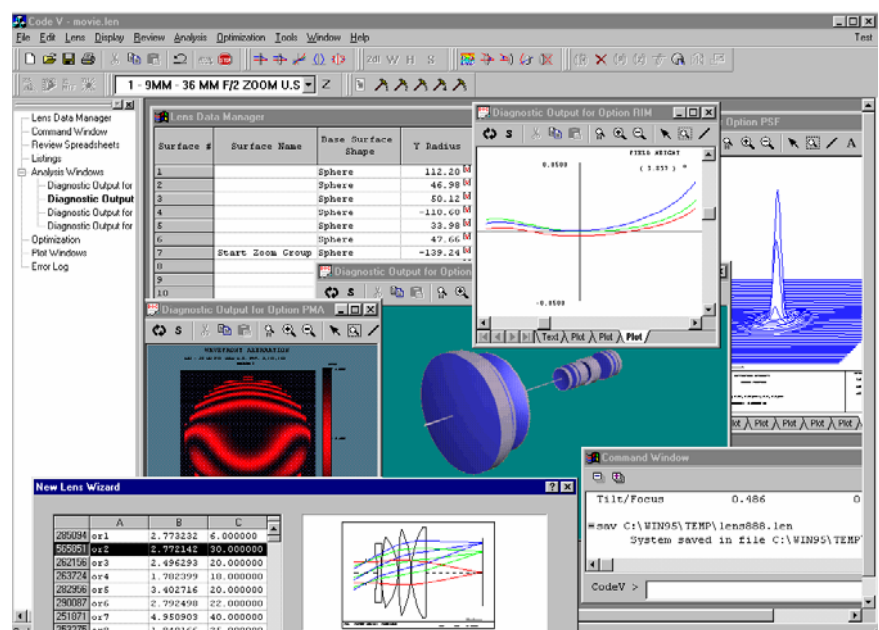 Code V - movie.len
File Edit Lens Display Review Analysis Optimization Tools Window Help
Test
1 - 9MM - 36 MM F/2 ZOOM U.S
Lens Data Manager
Command Window
Review Spreadsheets
Listings
Analysis Windows
Diagnostic Output for
Diagnostic Output
Diagnostic Output for
Diagnostic Output for
Optimization
Plot Windows
Error Log
Lens Data Manager
Surface # Surface Name Base Surface Shape Y Radius
1 Sphere 112.20
2 Sphere 46.98
3 Sphere 50.12
4 Sphere -110.60
5 Sphere 33.98
6 Sphere 47.66
7 Start Zoom Group Sphere -139.24
8
9
10
Diagnostic Output for Option RIM
S
FIELD HEIGHT
0.0500
-0.0500
Text Plot Plot Plot
Option PSF
A
Plot Plot Plot Plot
Diagnostic Output for Option
S
Diagnostic Output for Option PMA
S
WAVEFRONT ABERRATION
Command Window
Tilt/Focus 0.486 0
sav C:\WIN95\TEMP\lens888.len
System saved in file C:\WIN95\TEMP
CodeV >
New Lens Wizard
A B C
285094 or1 2.773232 6.000000
565851 or2 2.772142 30.000000
262156 or3 2.496293 20.000000
263724 or4 1.702399 18.000000
282956 or5 3.402716 20.000000
290087 or6 2.792498 22.000000
251871 or7 4.950903 40.000000